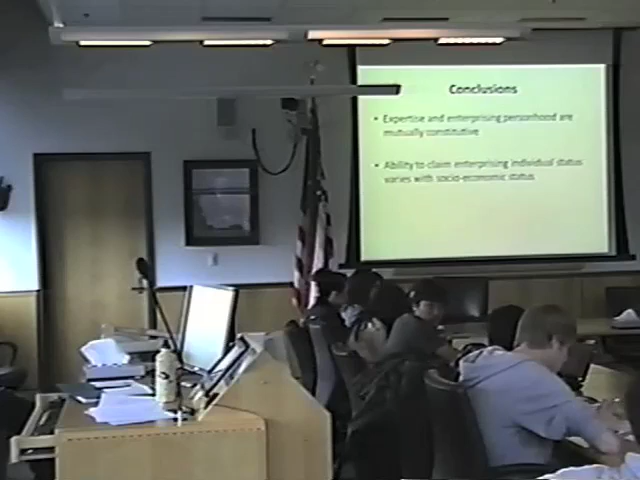 Conclusions
• Expertise and enterprising personhood are
mutually constitutive
• Ability to claim enterprising individual status
varies with socio-economic status